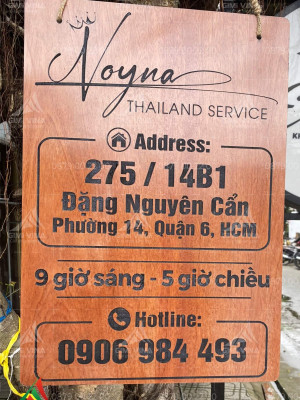 Noyna
THAILAND SERVICE
Address:
275 / 14B1
Đặng Nguyên Cẩn
Phường 14, Quận 6, HCM
9 giờ sáng - 5 giờ chiều
Hotline:
0906 984 493